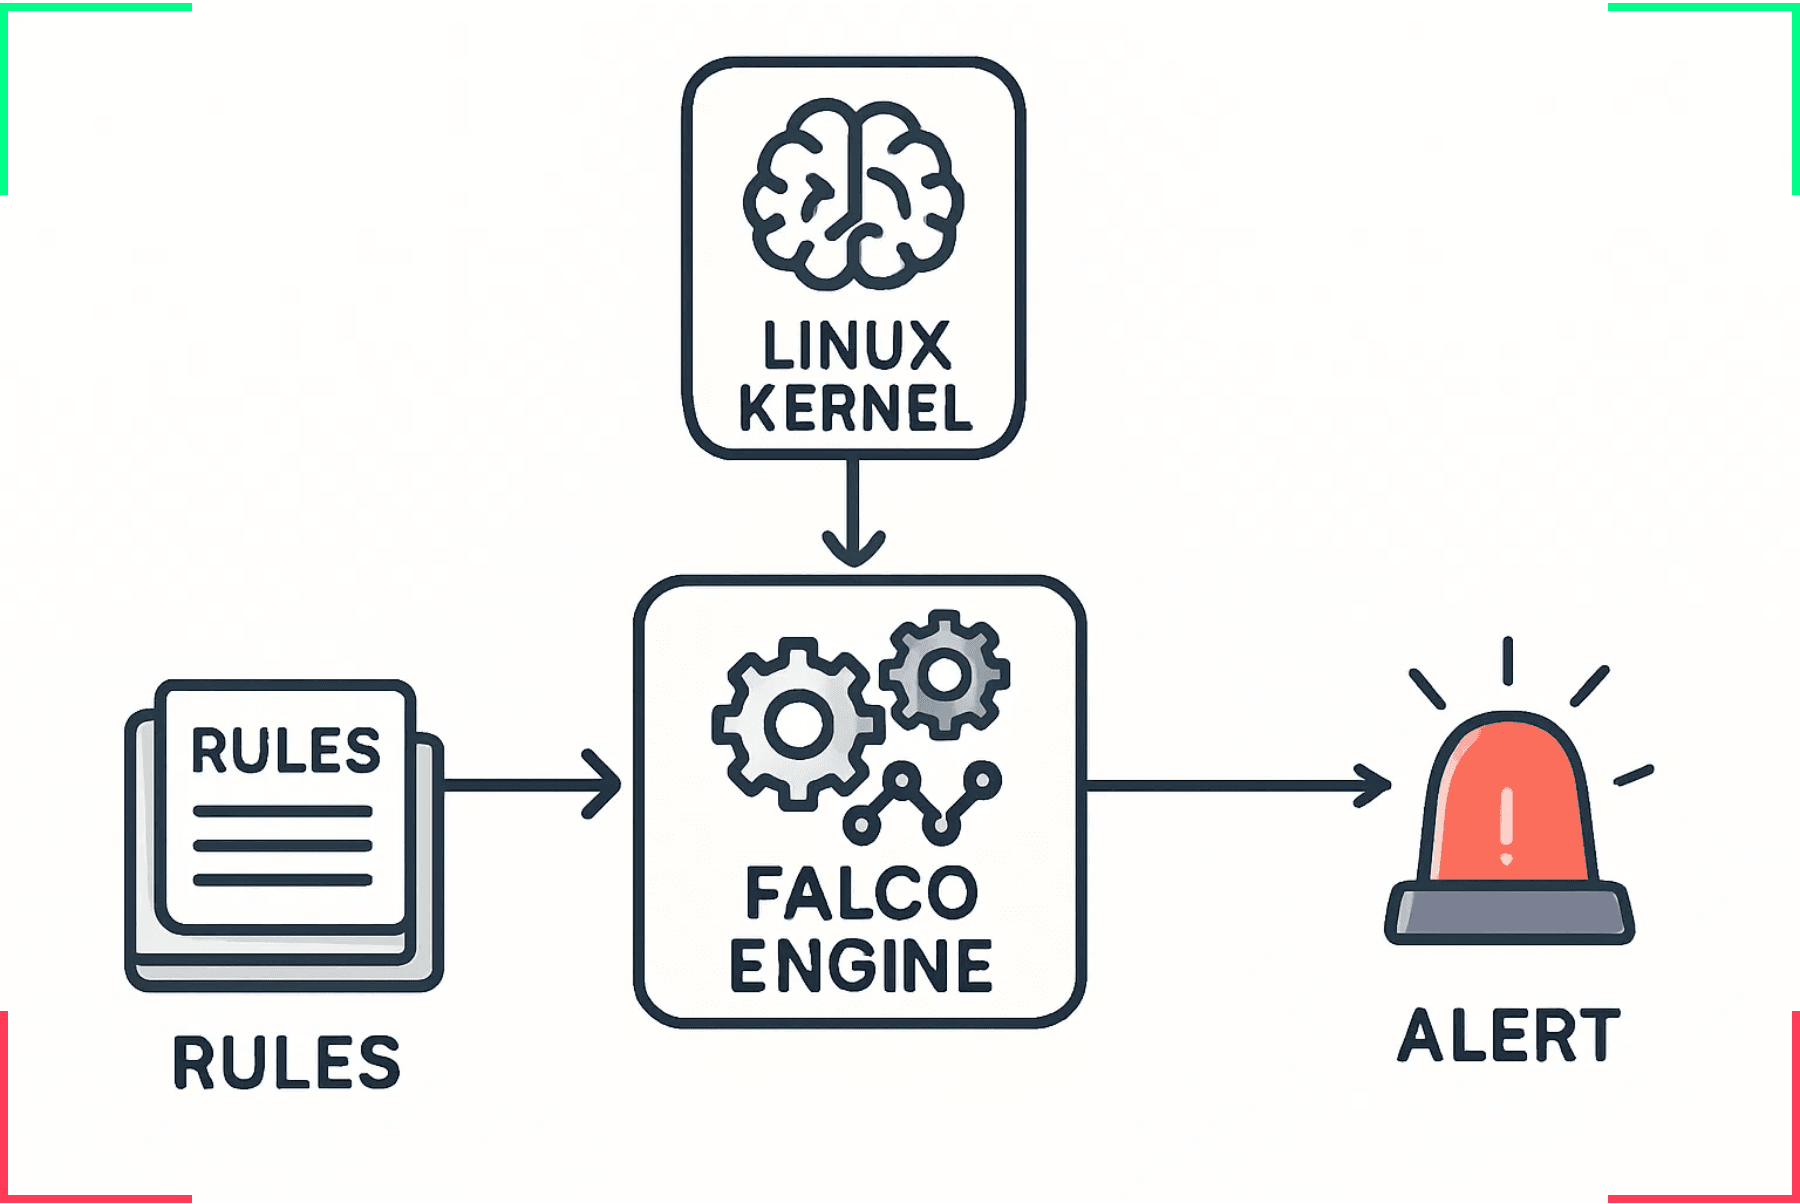 LINUX
KERNEL
RULES
FALCO
ENGINE
RULES
ALERT